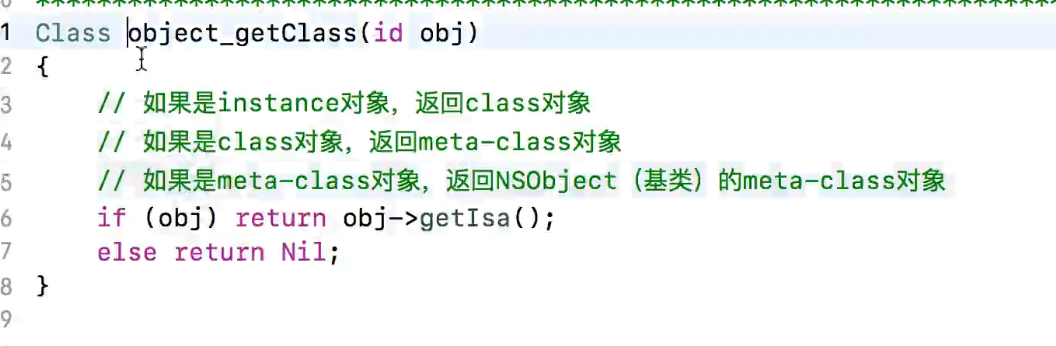 ********************************************************************
1 Class object_getClass(id obj)
2 {
3 // 如果是instance对象，返回class对象
4 // 如果是class对象，返回meta-class对象
5 // 如果是meta-class对象，返回NSObject（基类）的meta-class对象
6 if (obj) return obj->getIsa();
7 else return Nil;
8 }
9